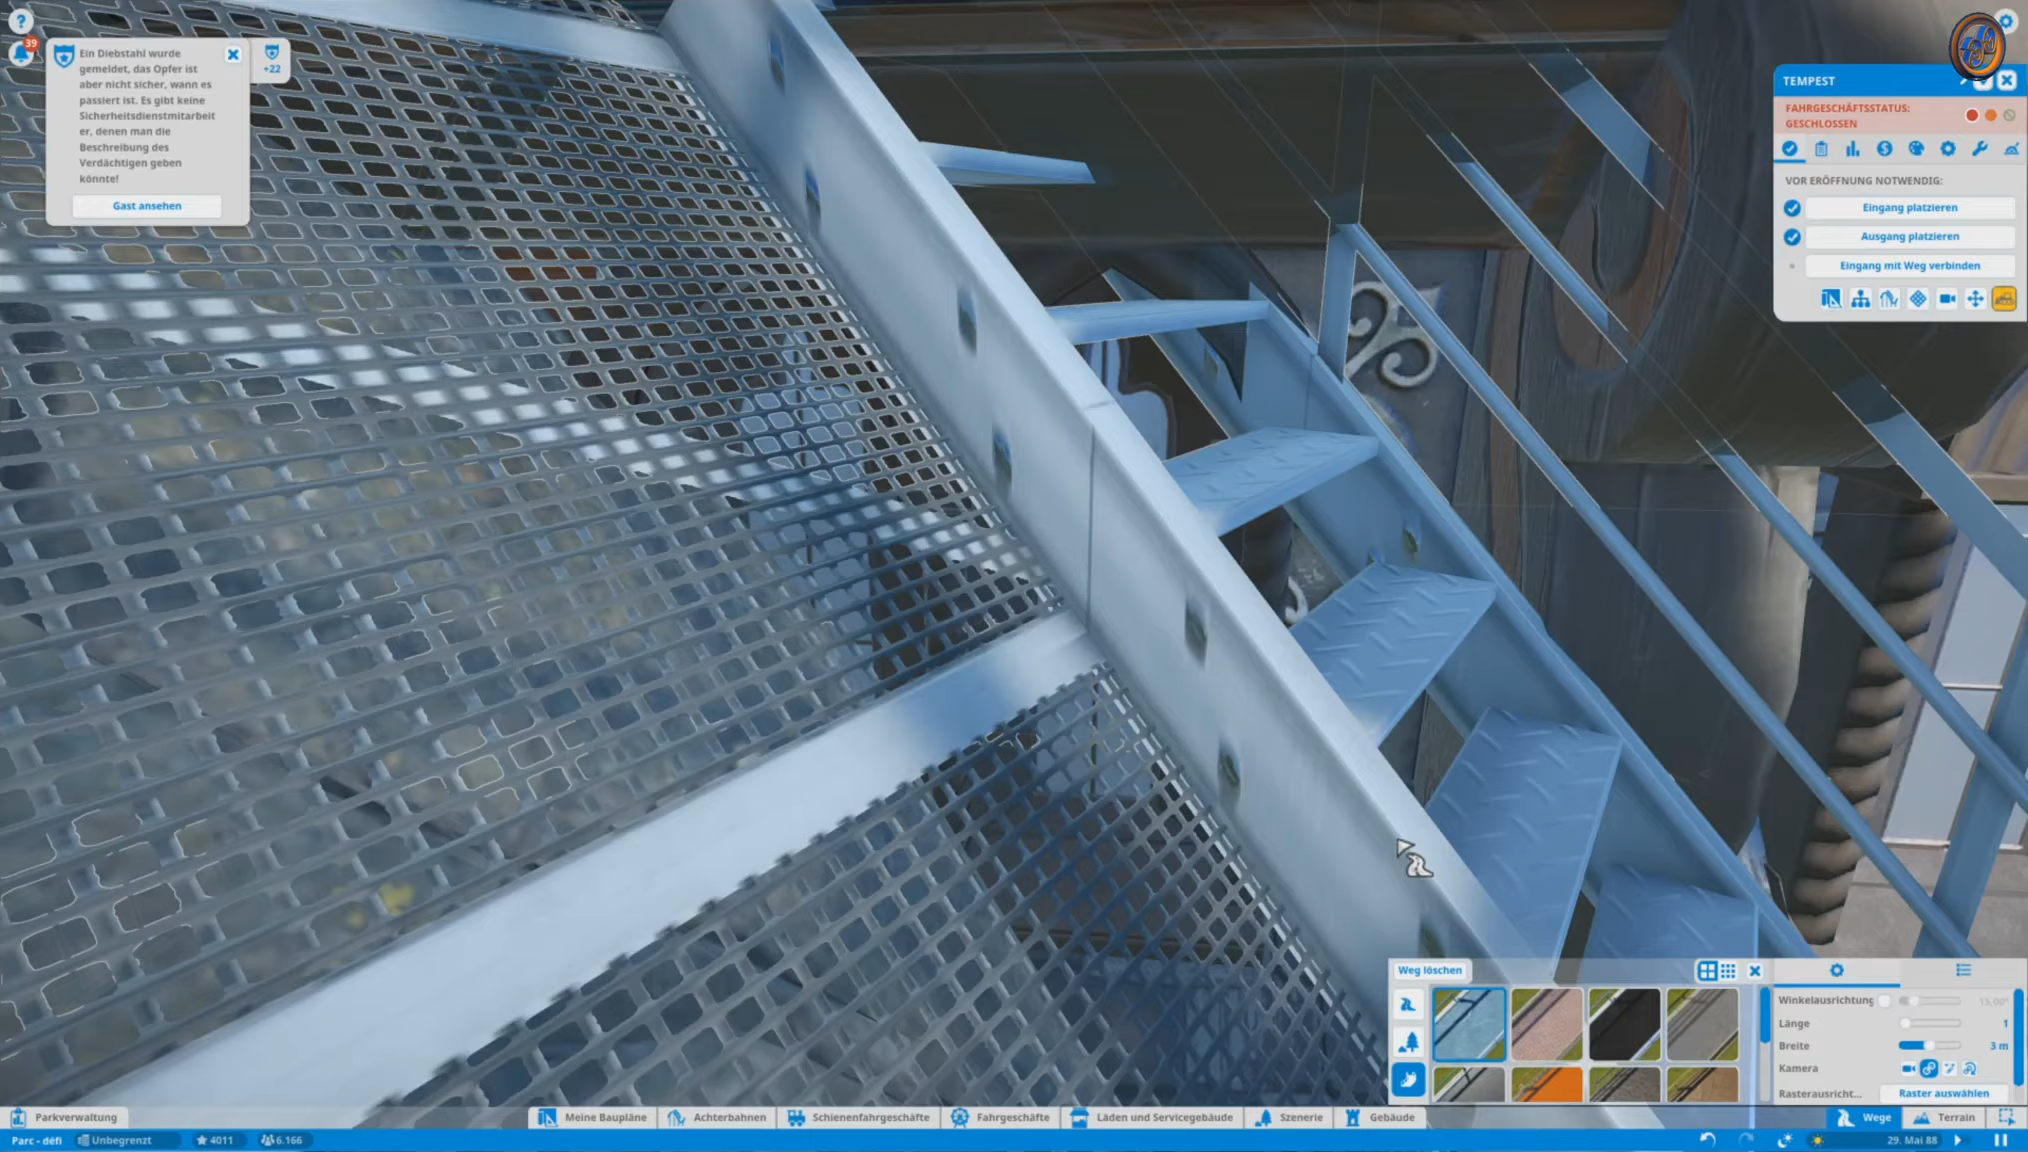 ?
39
Ein Diebstahl wurde
gemeldet, das Opfer ist
aber nicht sicher, wann es
passiert ist. Es gibt keine
Sicherheitsdienstmitarbeit
er, denen man die
Beschreibung des
Verdächtigen geben
könnte!
Gast ansehen
+22
TEMPEST
FAHRGESCHÄFTSSTATUS:
GESCHLOSSEN
VOR ERÖFFNUNG NOTWENDIG:
Eingang platzieren
Ausgang platzieren
Eingang mit Weg verbinden
Weg löschen
Winkelausrichtung 15,00°
Länge 1
Breite 3 m
Kamera
Rasterausricht... Raster auswählen
Parkverwaltung
Meine Baupläne
Achterbahnen
Schienenfahrgeschäfte
Fahrgeschäfte
Läden und Servicegebäude
Szenerie
Gebäude
Wege
Terrain
Parc - défi
Unbegrenzt
4011
6.166
29. Mai 88